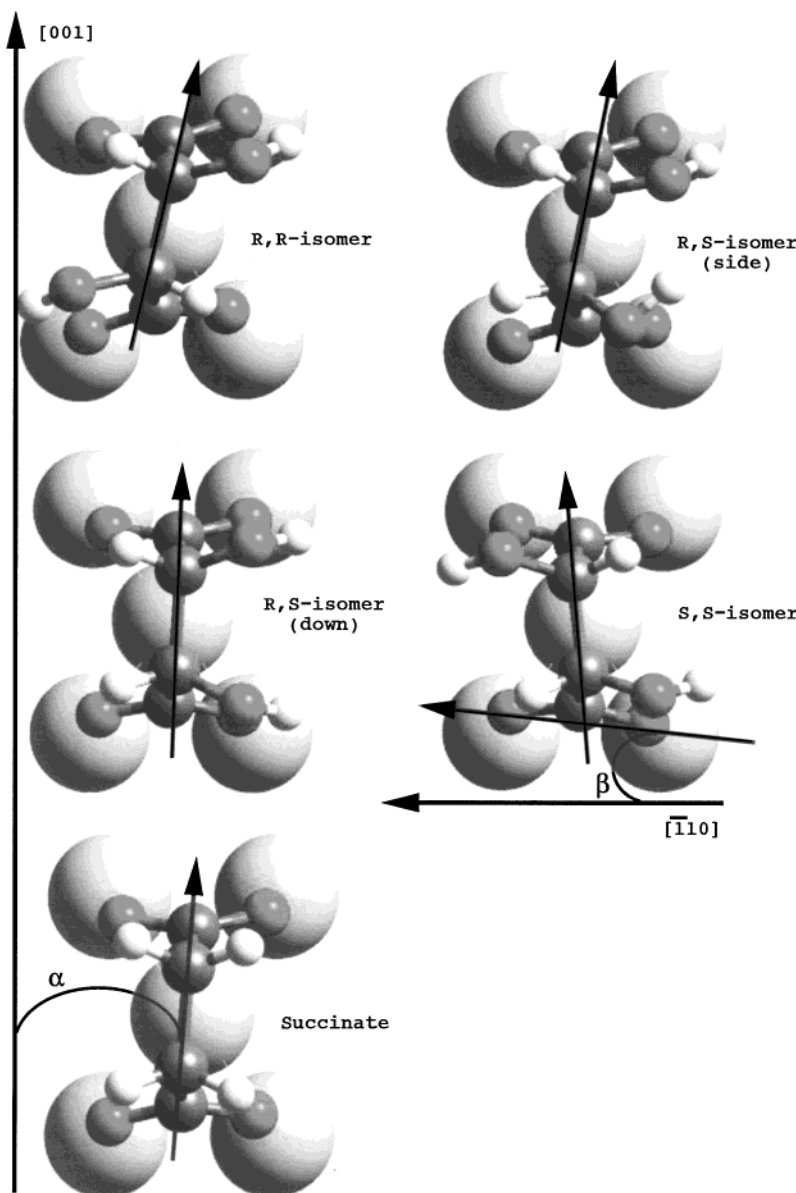 [001]
R,R-isomer
R,S-isomer
(side)
R,S-isomer
(down)
S,S-isomer
β
[1̅10]
α
Succinate